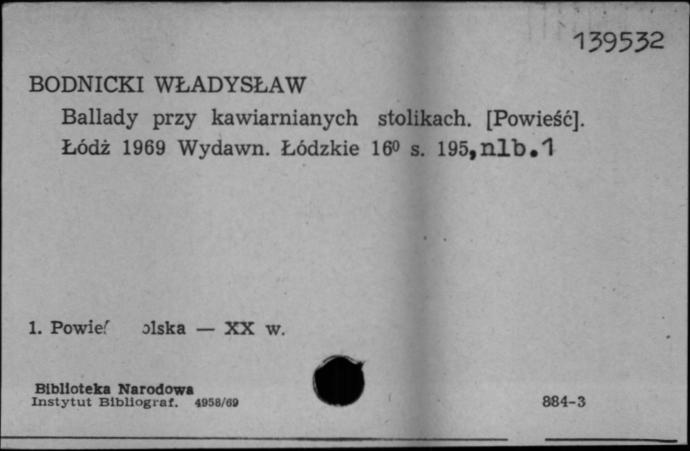 139532
BODNICKI WŁADYSŁAW
Ballady przy kawiarnianych stolikach. [Powieść].
Łódź 1969 Wydawn. Łódzkie 16⁰ s. 195,nlb.1
1. Powieś olska — XX w.
Biblioteka Narodowa
Instytut Bibliograf. 4958/69
884-3